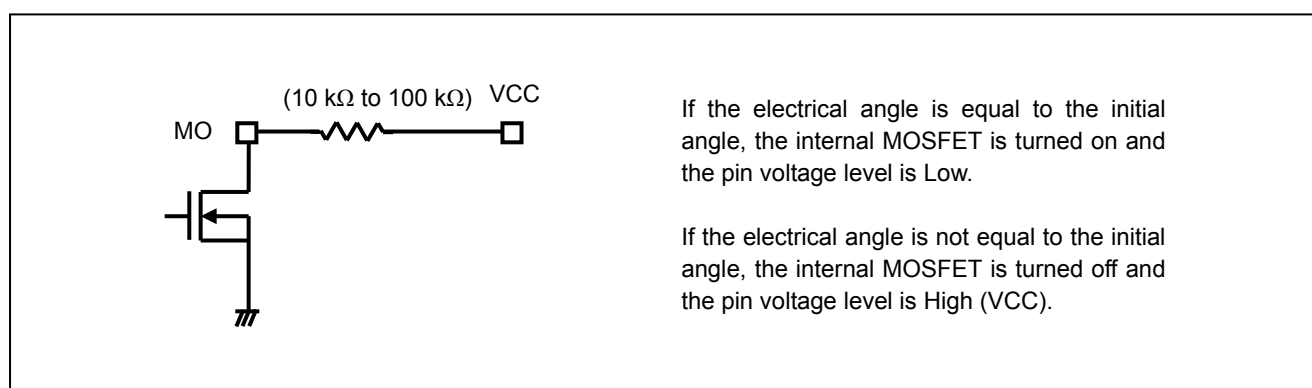 (10 kΩ to 100 kΩ) VCC
MO
If the electrical angle is equal to the initial
angle, the internal MOSFET is turned on and
the pin voltage level is Low.
If the electrical angle is not equal to the initial
angle, the internal MOSFET is turned off and
the pin voltage level is High (VCC).